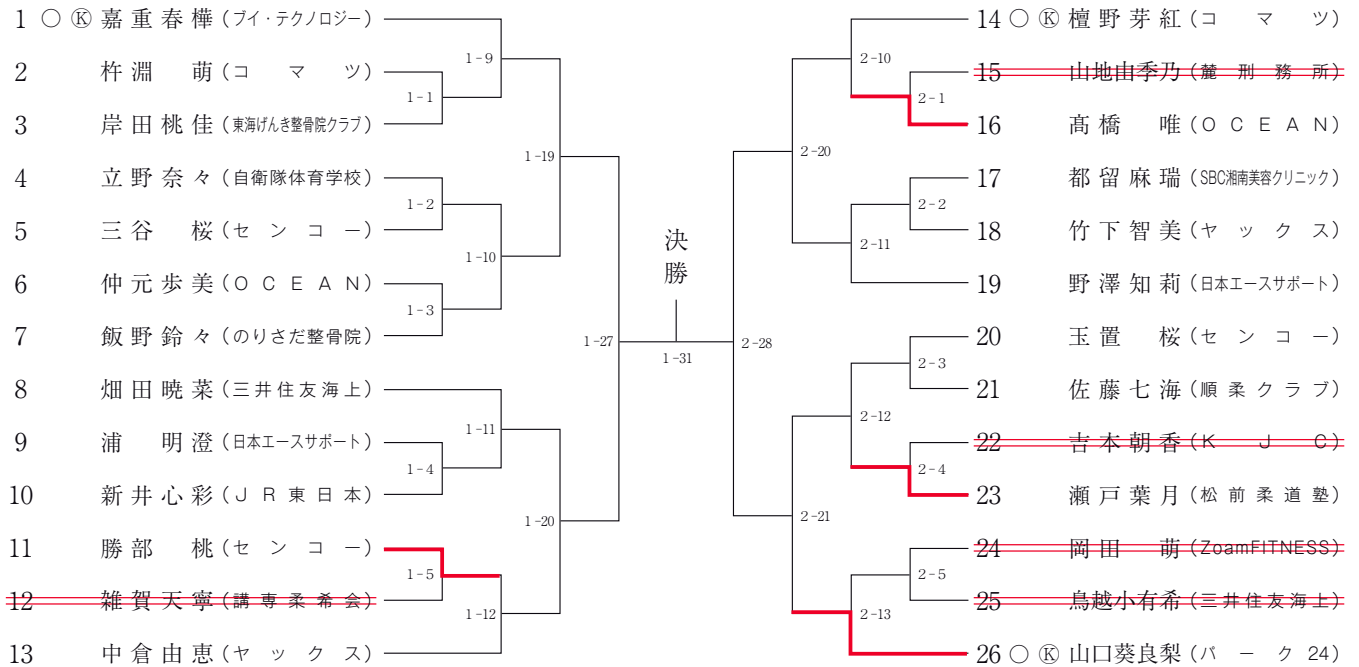 1 ○ Ⓚ 嘉重春樺 (ブイ・テクノロジー)
2 杵淵 萌 (コマツ)
3 岸田桃佳 (東海げんき整骨院クラブ)
4 立野奈々 (自衛隊体育学校)
5 三谷 桜 (センコー)
6 仲元歩美 (OCEAN)
7 飯野鈴々 (のりさだ整骨院)
8 畑田暁菜 (三井住友海上)
9 浦 明澄 (日本エースサポート)
10 新井心彩 (JR東日本)
11 勝部 桃 (センコー)
12 雑賀天寧 (講専柔希会)
13 中倉由恵 (ヤックス)
1-9
1-1
1-19
1-2
1-10
1-3
1-27
1-11
1-4
1-20
1-5
1-12
決勝
1-31
2-10
2-1
2-20
2-2
2-11
2-28
2-3
2-12
2-4
2-21
2-5
2-13
14 ○ Ⓚ 檀野芽紅 (コマツ)
15 山地由季乃 (麓刑務所)
16 髙橋 唯 (OCEAN)
17 都留麻瑞 (SBC湘南美容クリニック)
18 竹下智美 (ヤックス)
19 野澤知莉 (日本エースサポート)
20 玉置 桜 (センコー)
21 佐藤七海 (順柔クラブ)
22 吉本朝香 (KJC)
23 瀬戸葉月 (松前柔道塾)
24 岡田 萌 (ZoamFITNESS)
25 鳥越小有希 (三井住友海上)
26 ○ Ⓚ 山口葵良梨 (パーク24)